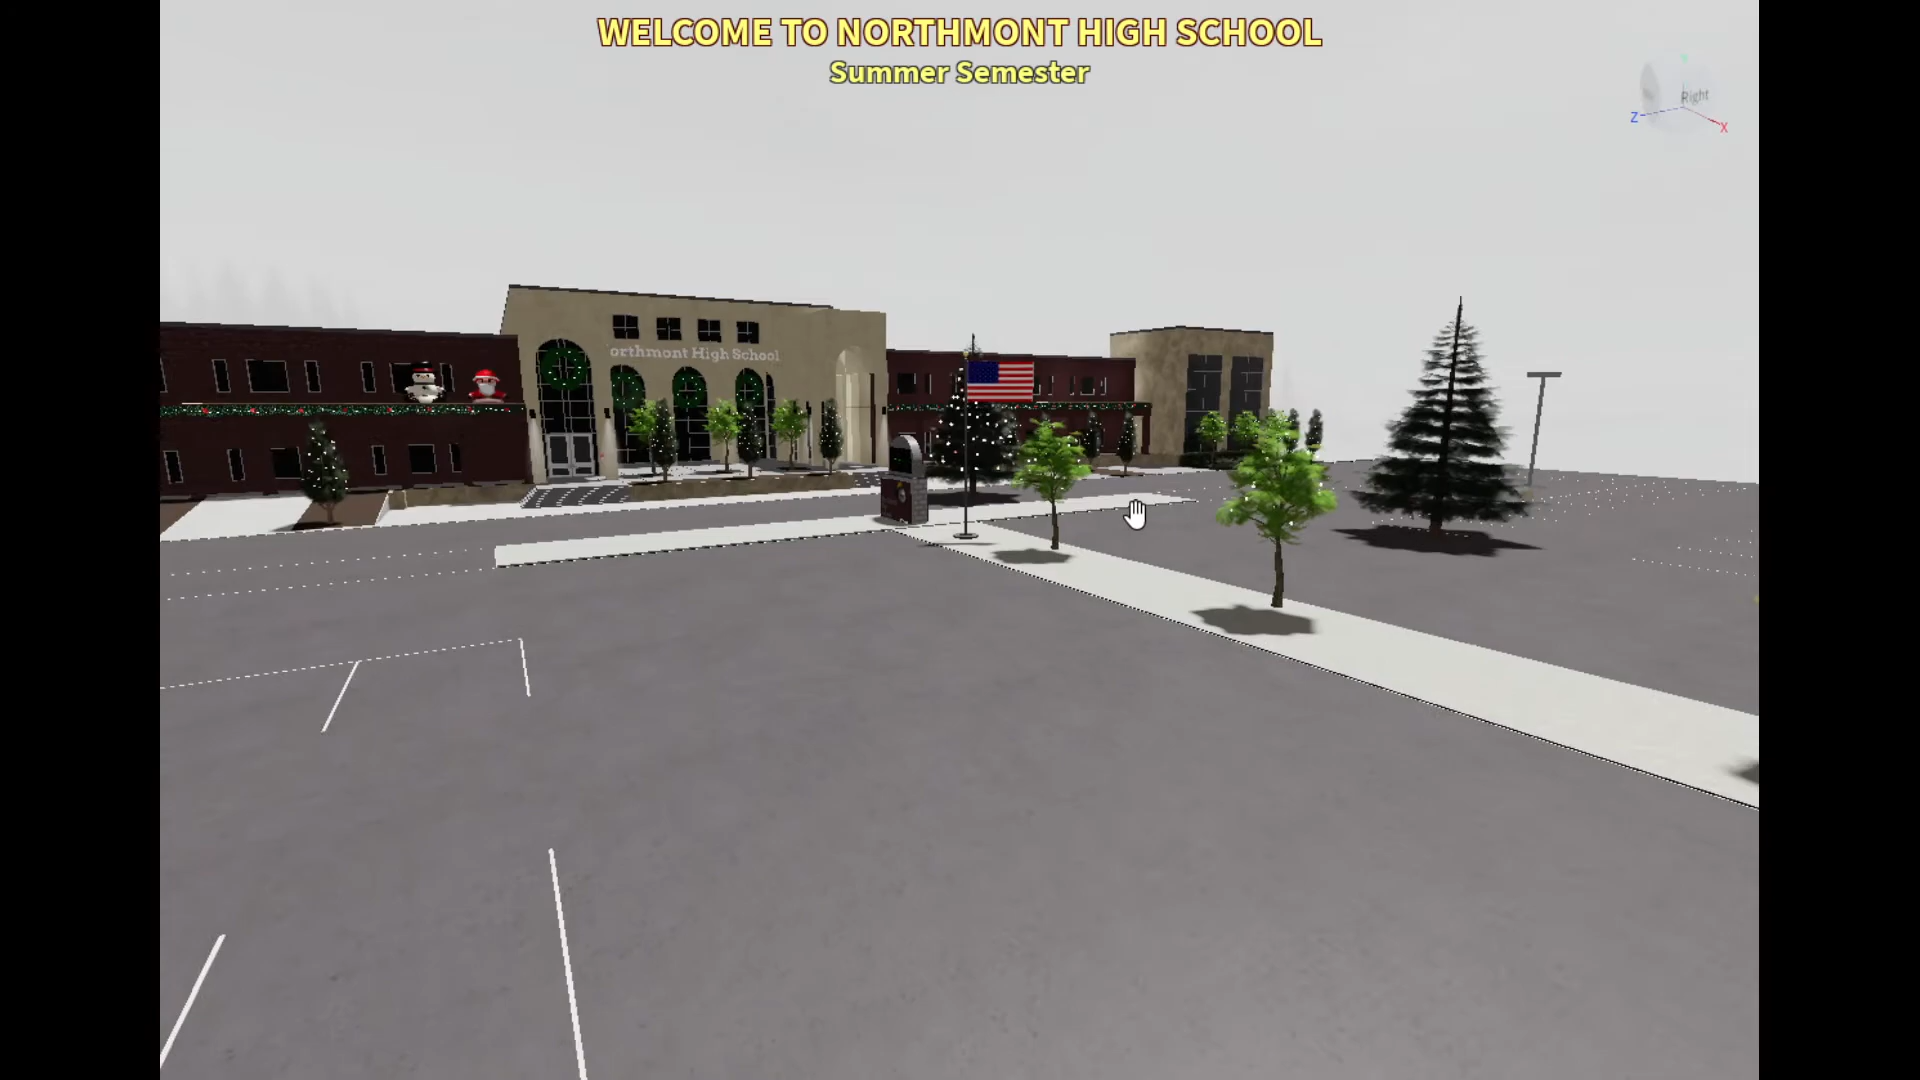 WELCOME TO NORTHMONT HIGH SCHOOL
Summer Semester
Right
Z
X
orthmont High School